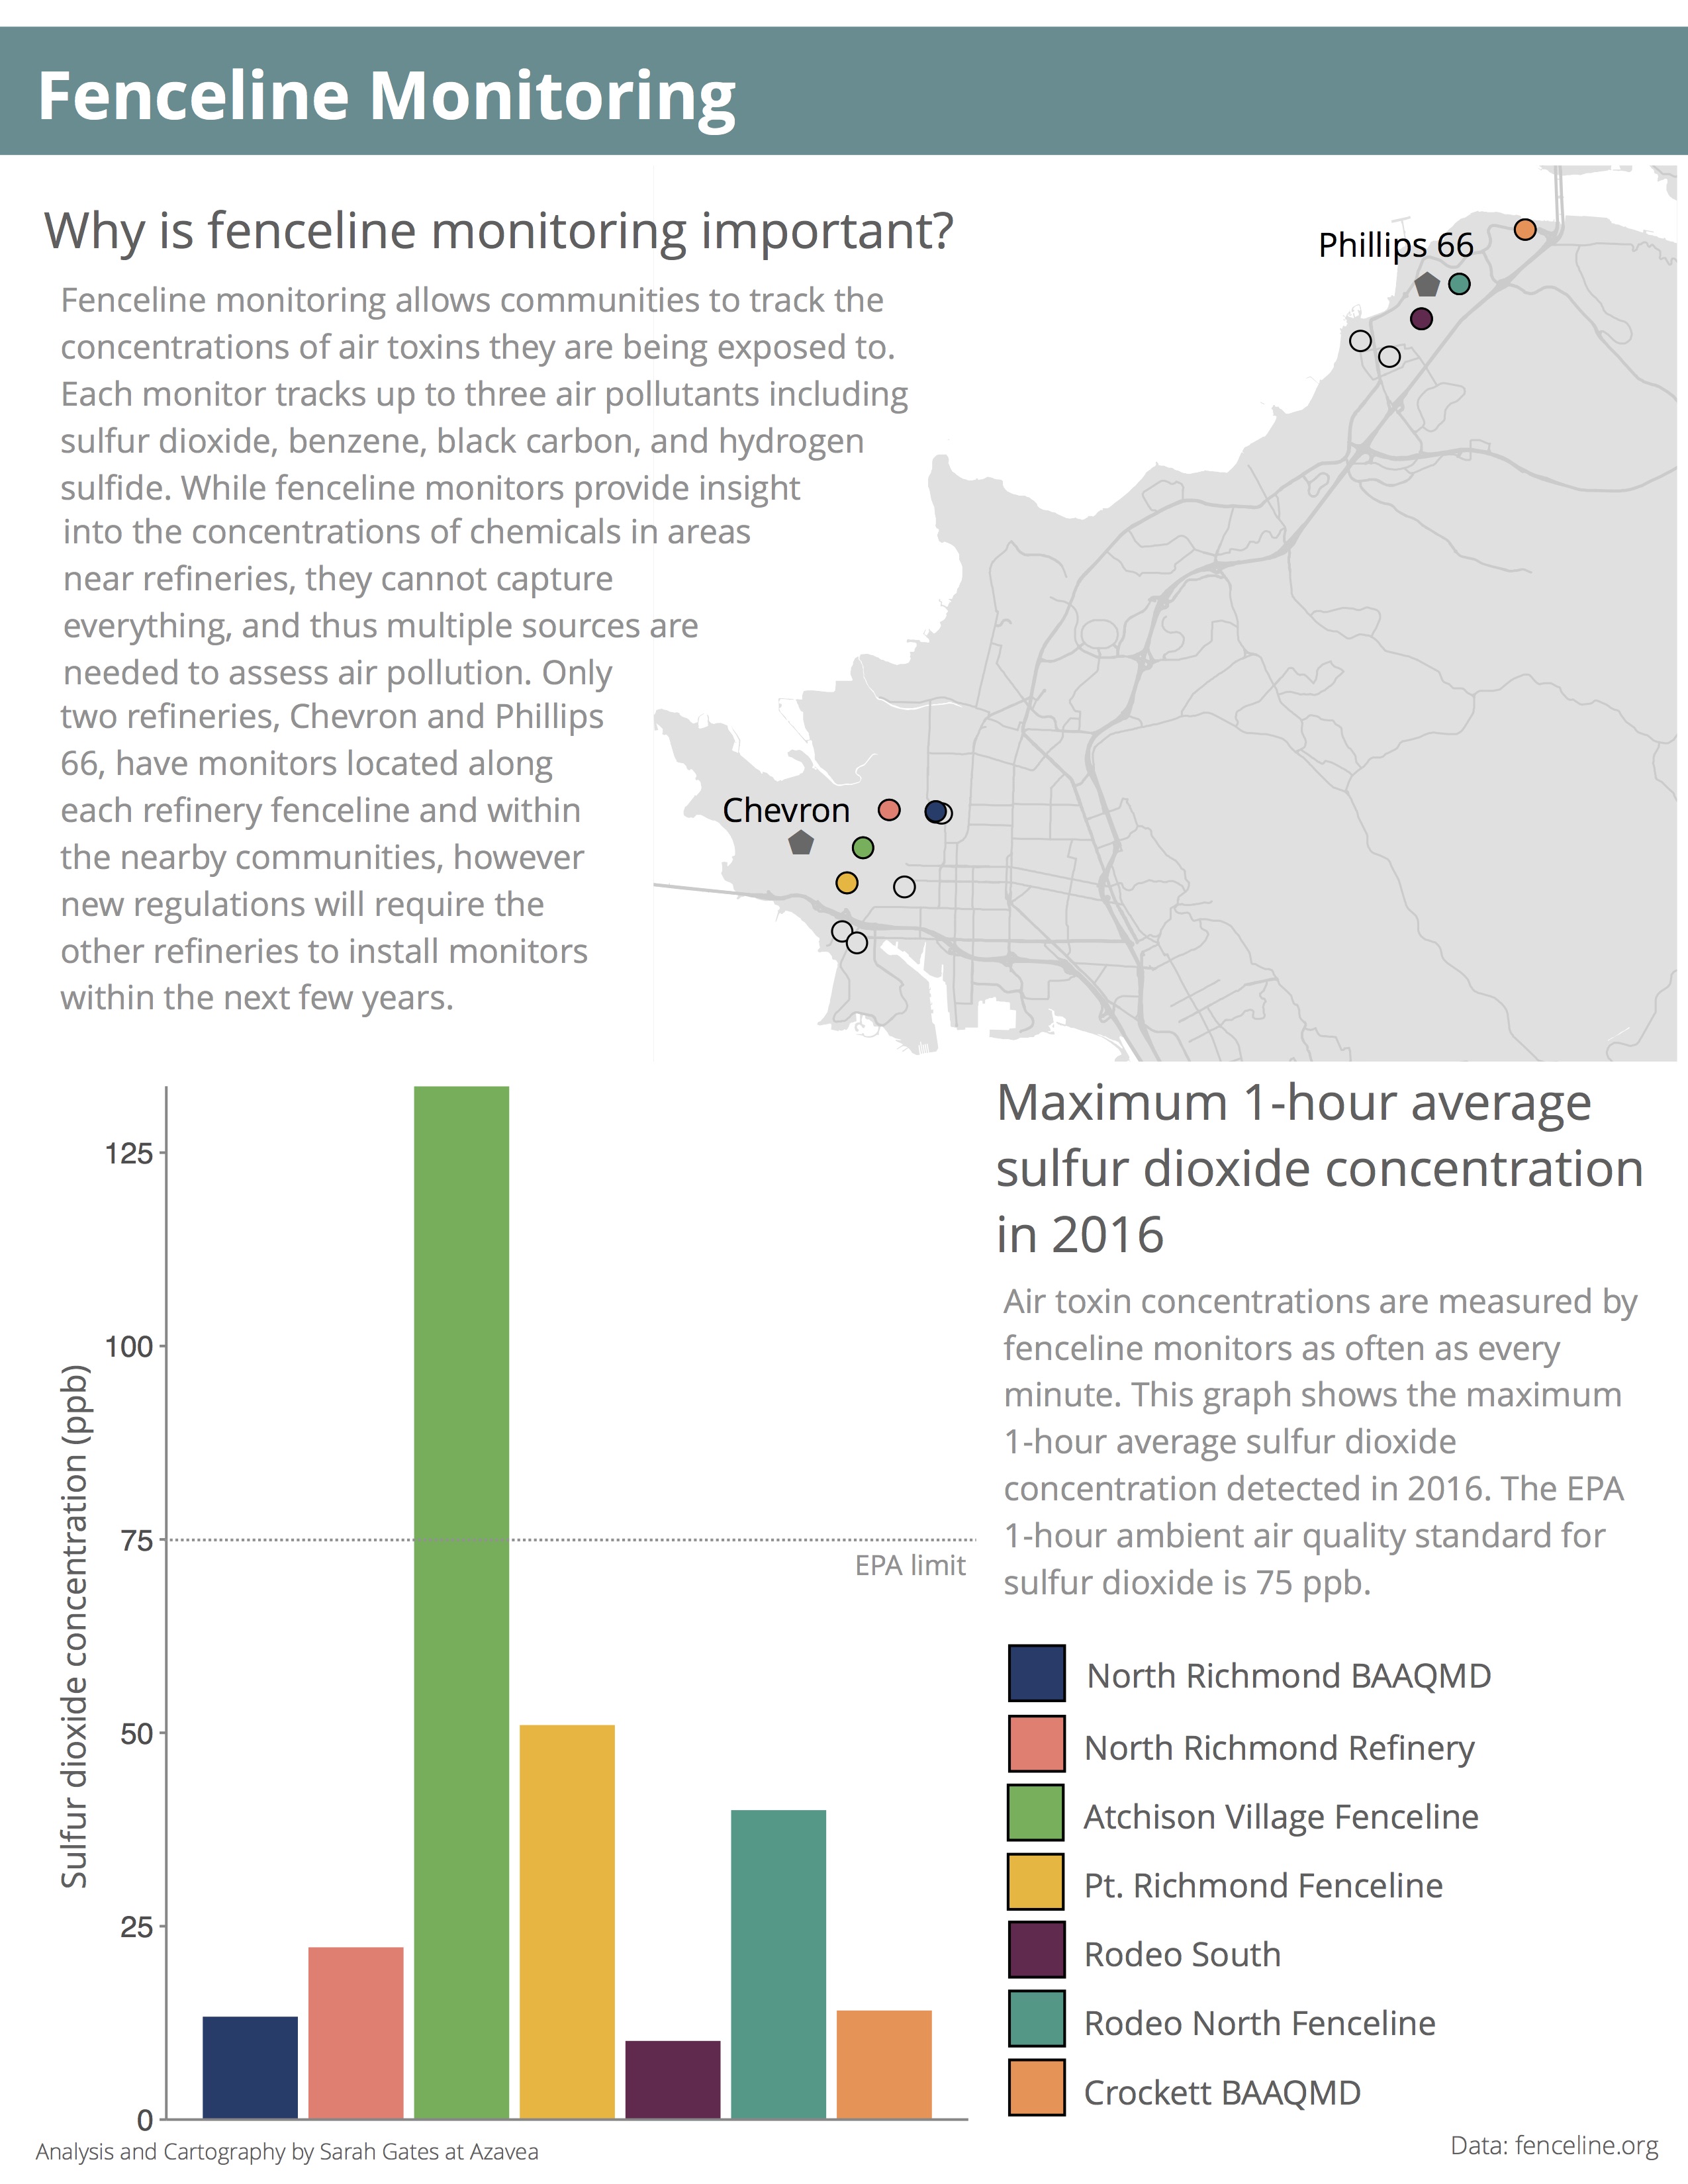 Fenceline Monitoring
Why is fenceline monitoring important?
Fenceline monitoring allows communities to track the
concentrations of air toxins they are being exposed to.
Each monitor tracks up to three air pollutants including
sulfur dioxide, benzene, black carbon, and hydrogen
sulfide. While fenceline monitors provide insight
into the concentrations of chemicals in areas
near refineries, they cannot capture
everything, and thus multiple sources are
needed to assess air pollution. Only
two refineries, Chevron and Phillips
66, have monitors located along
each refinery fenceline and within
the nearby communities, however
new regulations will require the
other refineries to install monitors
within the next few years.
Phillips 66
Chevron
Sulfur dioxide concentration (ppb)
125
100
75
50
25
0
EPA limit
Maximum 1-hour average
sulfur dioxide concentration
in 2016
Air toxin concentrations are measured by
fenceline monitors as often as every
minute. This graph shows the maximum
1-hour average sulfur dioxide
concentration detected in 2016. The EPA
1-hour ambient air quality standard for
sulfur dioxide is 75 ppb.
North Richmond BAAQMD
North Richmond Refinery
Atchison Village Fenceline
Pt. Richmond Fenceline
Rodeo South
Rodeo North Fenceline
Crockett BAAQMD
Analysis and Cartography by Sarah Gates at Azavea
Data: fenceline.org